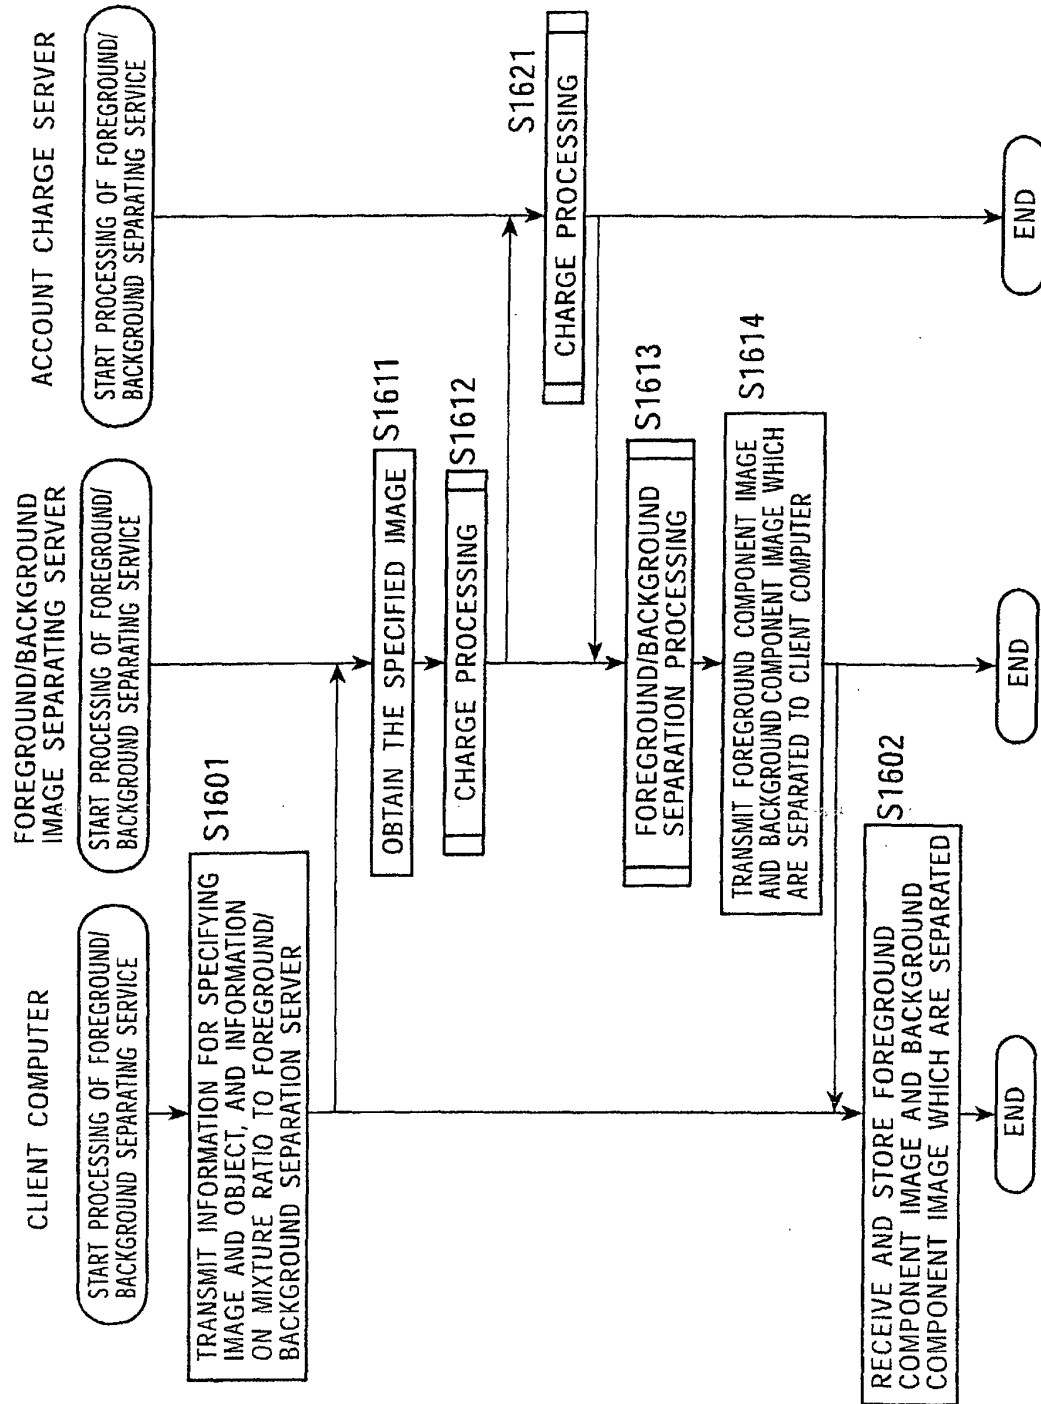 CLIENT COMPUTER
START PROCESSING OF FOREGROUND/
BACKGROUND SEPARATING SERVICE
S1601
TRANSMIT INFORMATION FOR SPECIFYING
IMAGE AND OBJECT, AND INFORMATION
ON MIXTURE RATIO TO FOREGROUND/
BACKGROUND SEPARATION SERVER
S1602
RECEIVE AND STORE FOREGROUND
COMPONENT IMAGE AND BACKGROUND
COMPONENT IMAGE WHICH ARE SEPARATED
END
FOREGROUND/BACKGROUND
IMAGE SEPARATING SERVER
START PROCESSING OF FOREGROUND/
BACKGROUND SEPARATING SERVICE
S1611
OBTAIN THE SPECIFIED IMAGE
S1612
CHARGE PROCESSING
S1613
FOREGROUND/BACKGROUND
SEPARATION PROCESSING
S1614
TRANSMIT FOREGROUND COMPONENT IMAGE
AND BACKGROUND COMPONENT IMAGE WHICH
ARE SEPARATED TO CLIENT COMPUTER
END
ACCOUNT CHARGE SERVER
START PROCESSING OF FOREGROUND/
BACKGROUND SEPARATING SERVICE
S1621
CHARGE PROCESSING
END